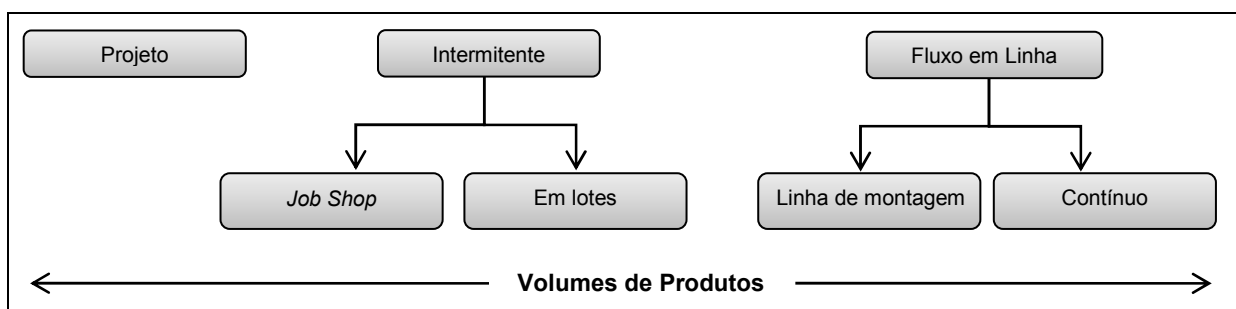 Projeto
Intermitente
Fluxo em Linha
Job Shop
Em lotes
Linha de montagem
Contínuo
Volumes de Produtos